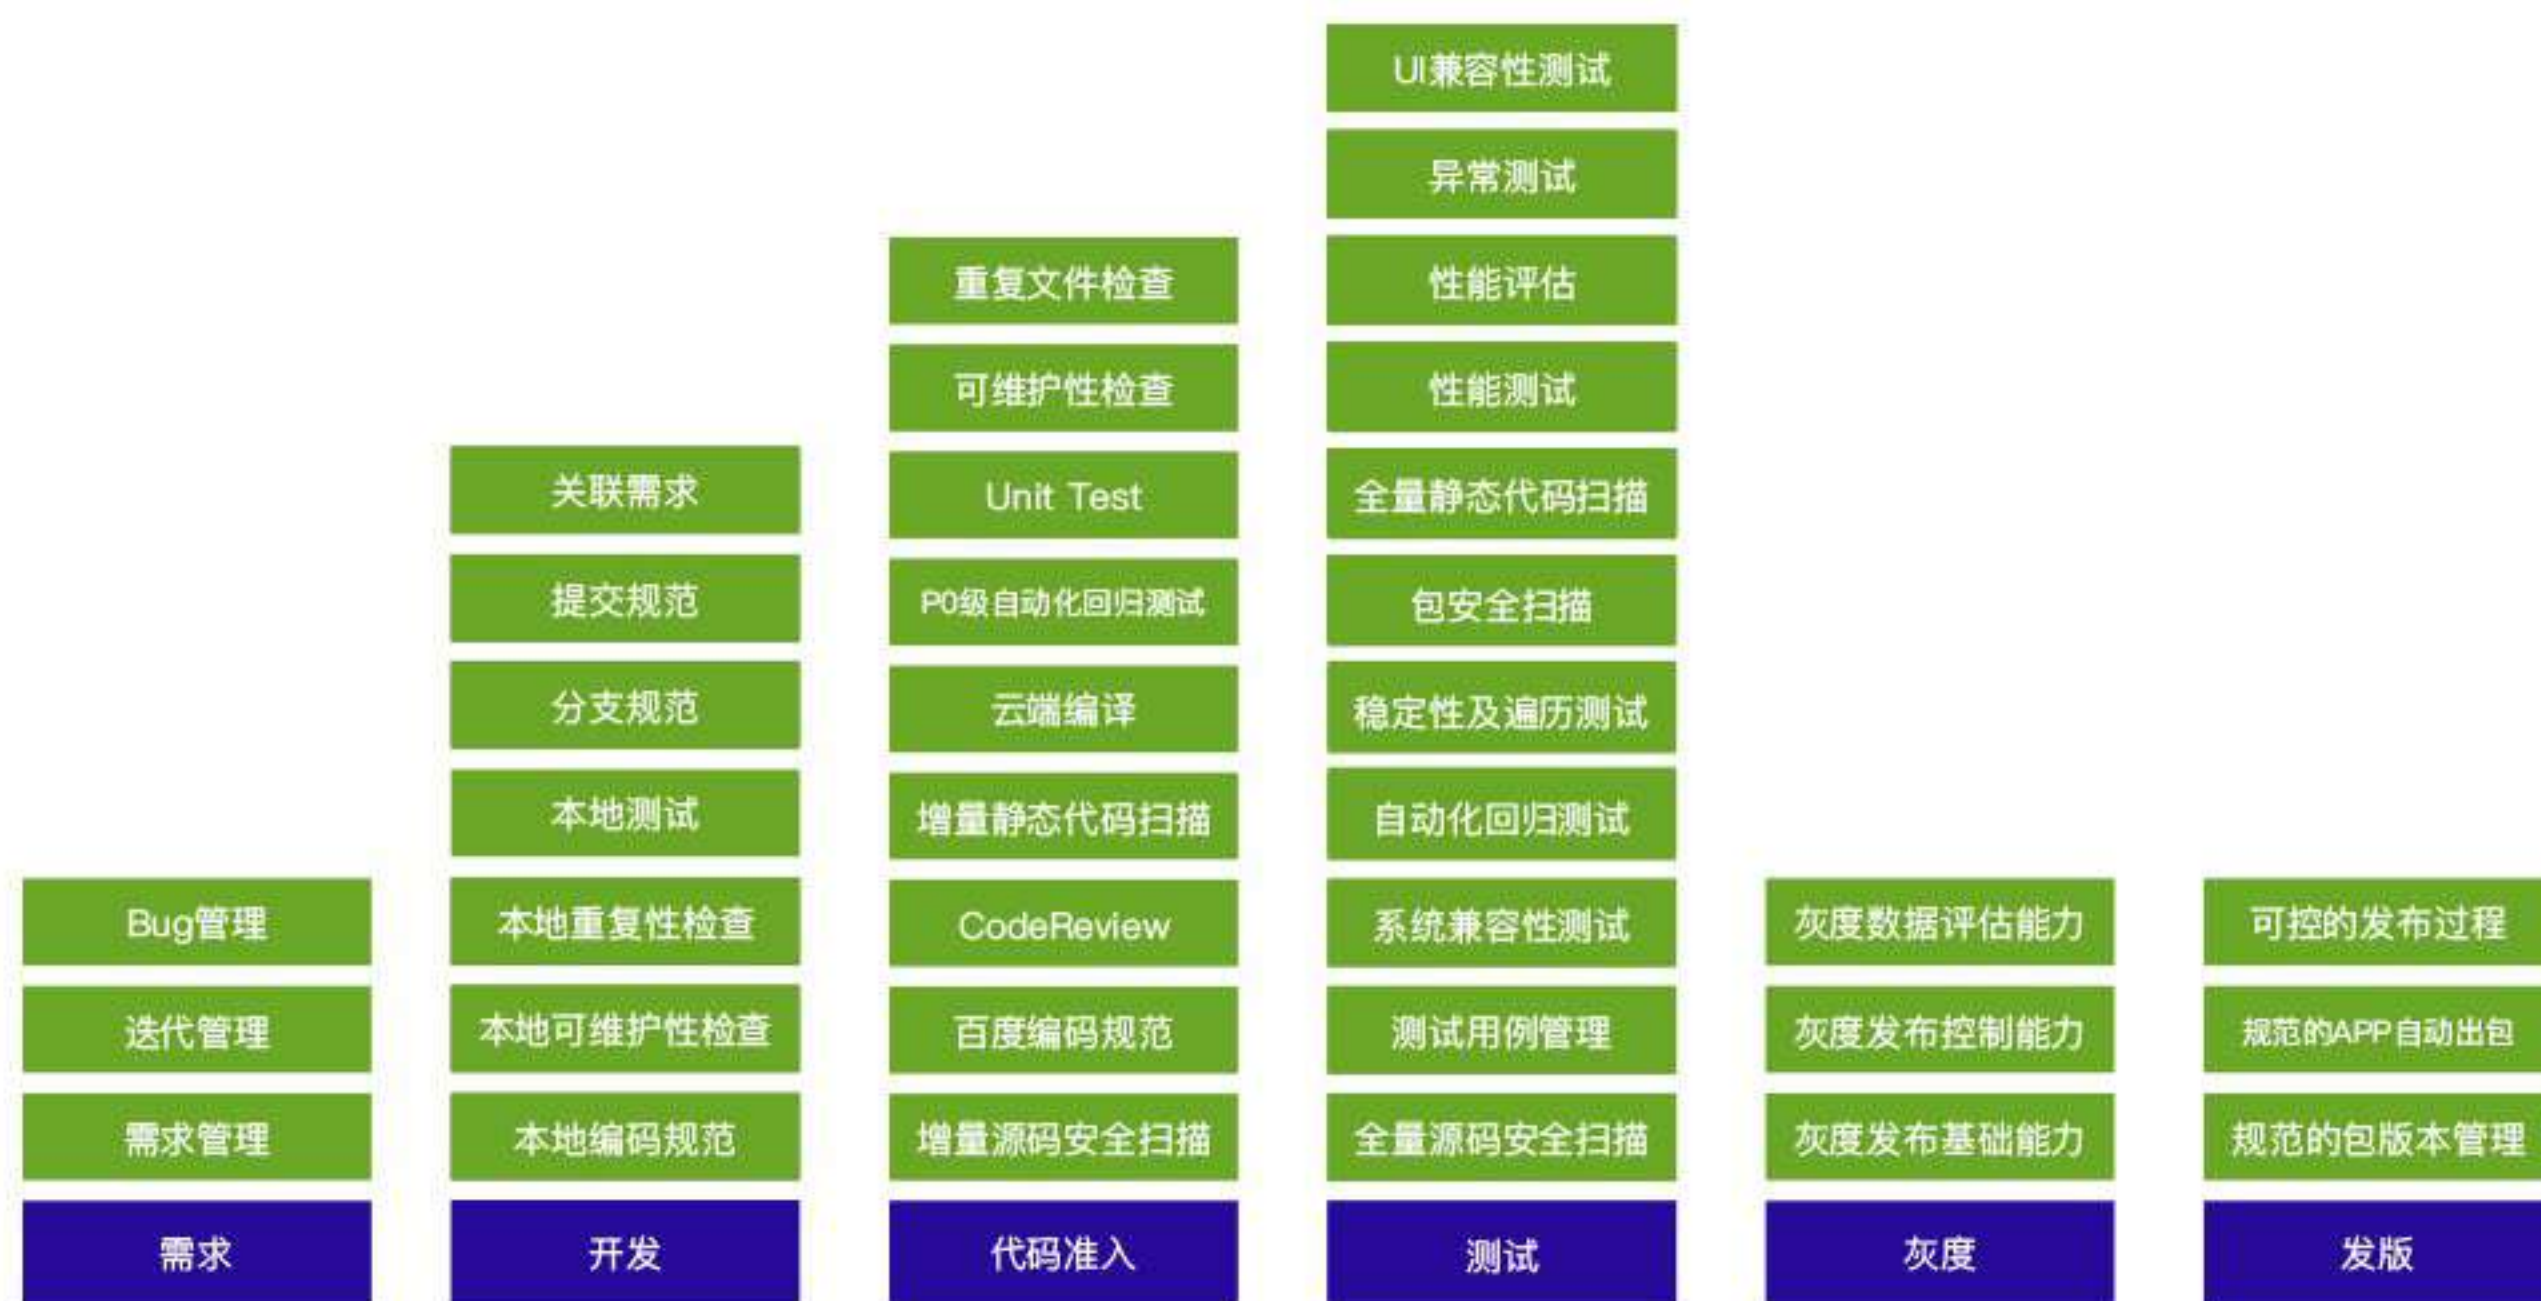 UI兼容性测试
异常测试
重复文件检查
性能评估
可维护性检查
性能测试
关联需求
Unit Test
全量静态代码扫描
提交规范
P0级自动化回归测试
包安全扫描
分支规范
云端编译
稳定性及遍历测试
本地测试
增量静态代码扫描
自动化回归测试
Bug管理
本地重复性检查
CodeReview
系统兼容性测试
灰度数据评估能力
可控的发布过程
迭代管理
本地可维护性检查
百度编码规范
测试用例管理
灰度发布控制能力
规范的APP自动出包
需求管理
本地编码规范
增量源码安全扫描
全量源码安全扫描
灰度发布基础能力
规范的包版本管理
需求
开发
代码准入
测试
灰度
发版